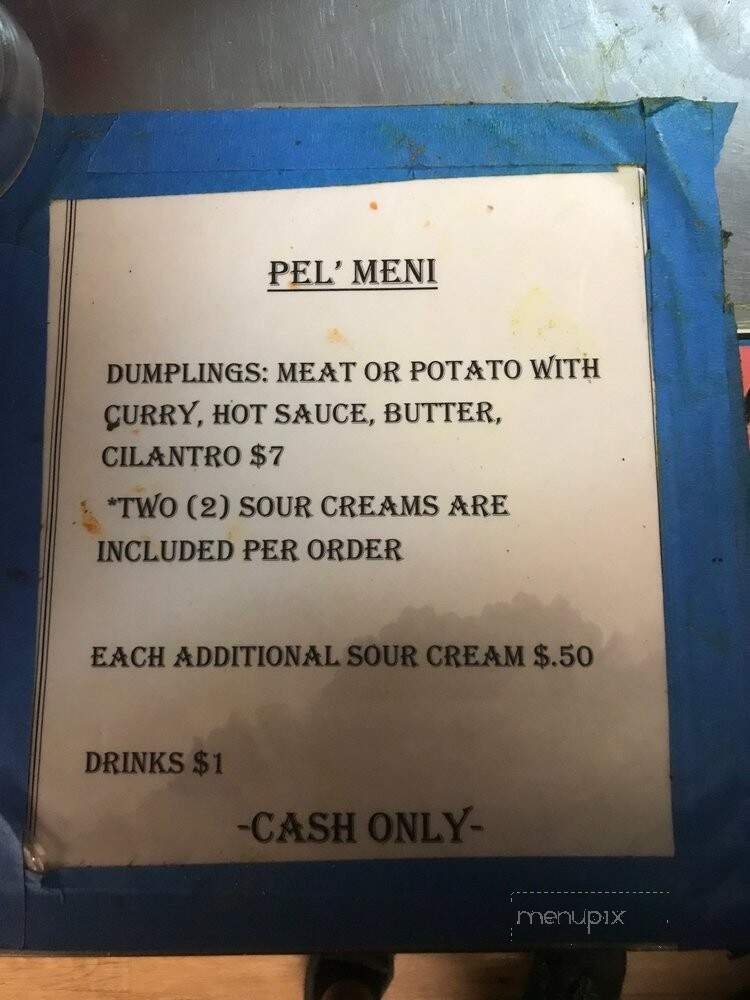 PEL' MENI
DUMPLINGS: MEAT OR POTATO WITH
CURRY, HOT SAUCE, BUTTER,
CILANTRO $7
*TWO (2) SOUR CREAMS ARE
INCLUDED PER ORDER
EACH ADDITIONAL SOUR CREAM $.50
DRINKS $1
-CASH ONLY-
menupix